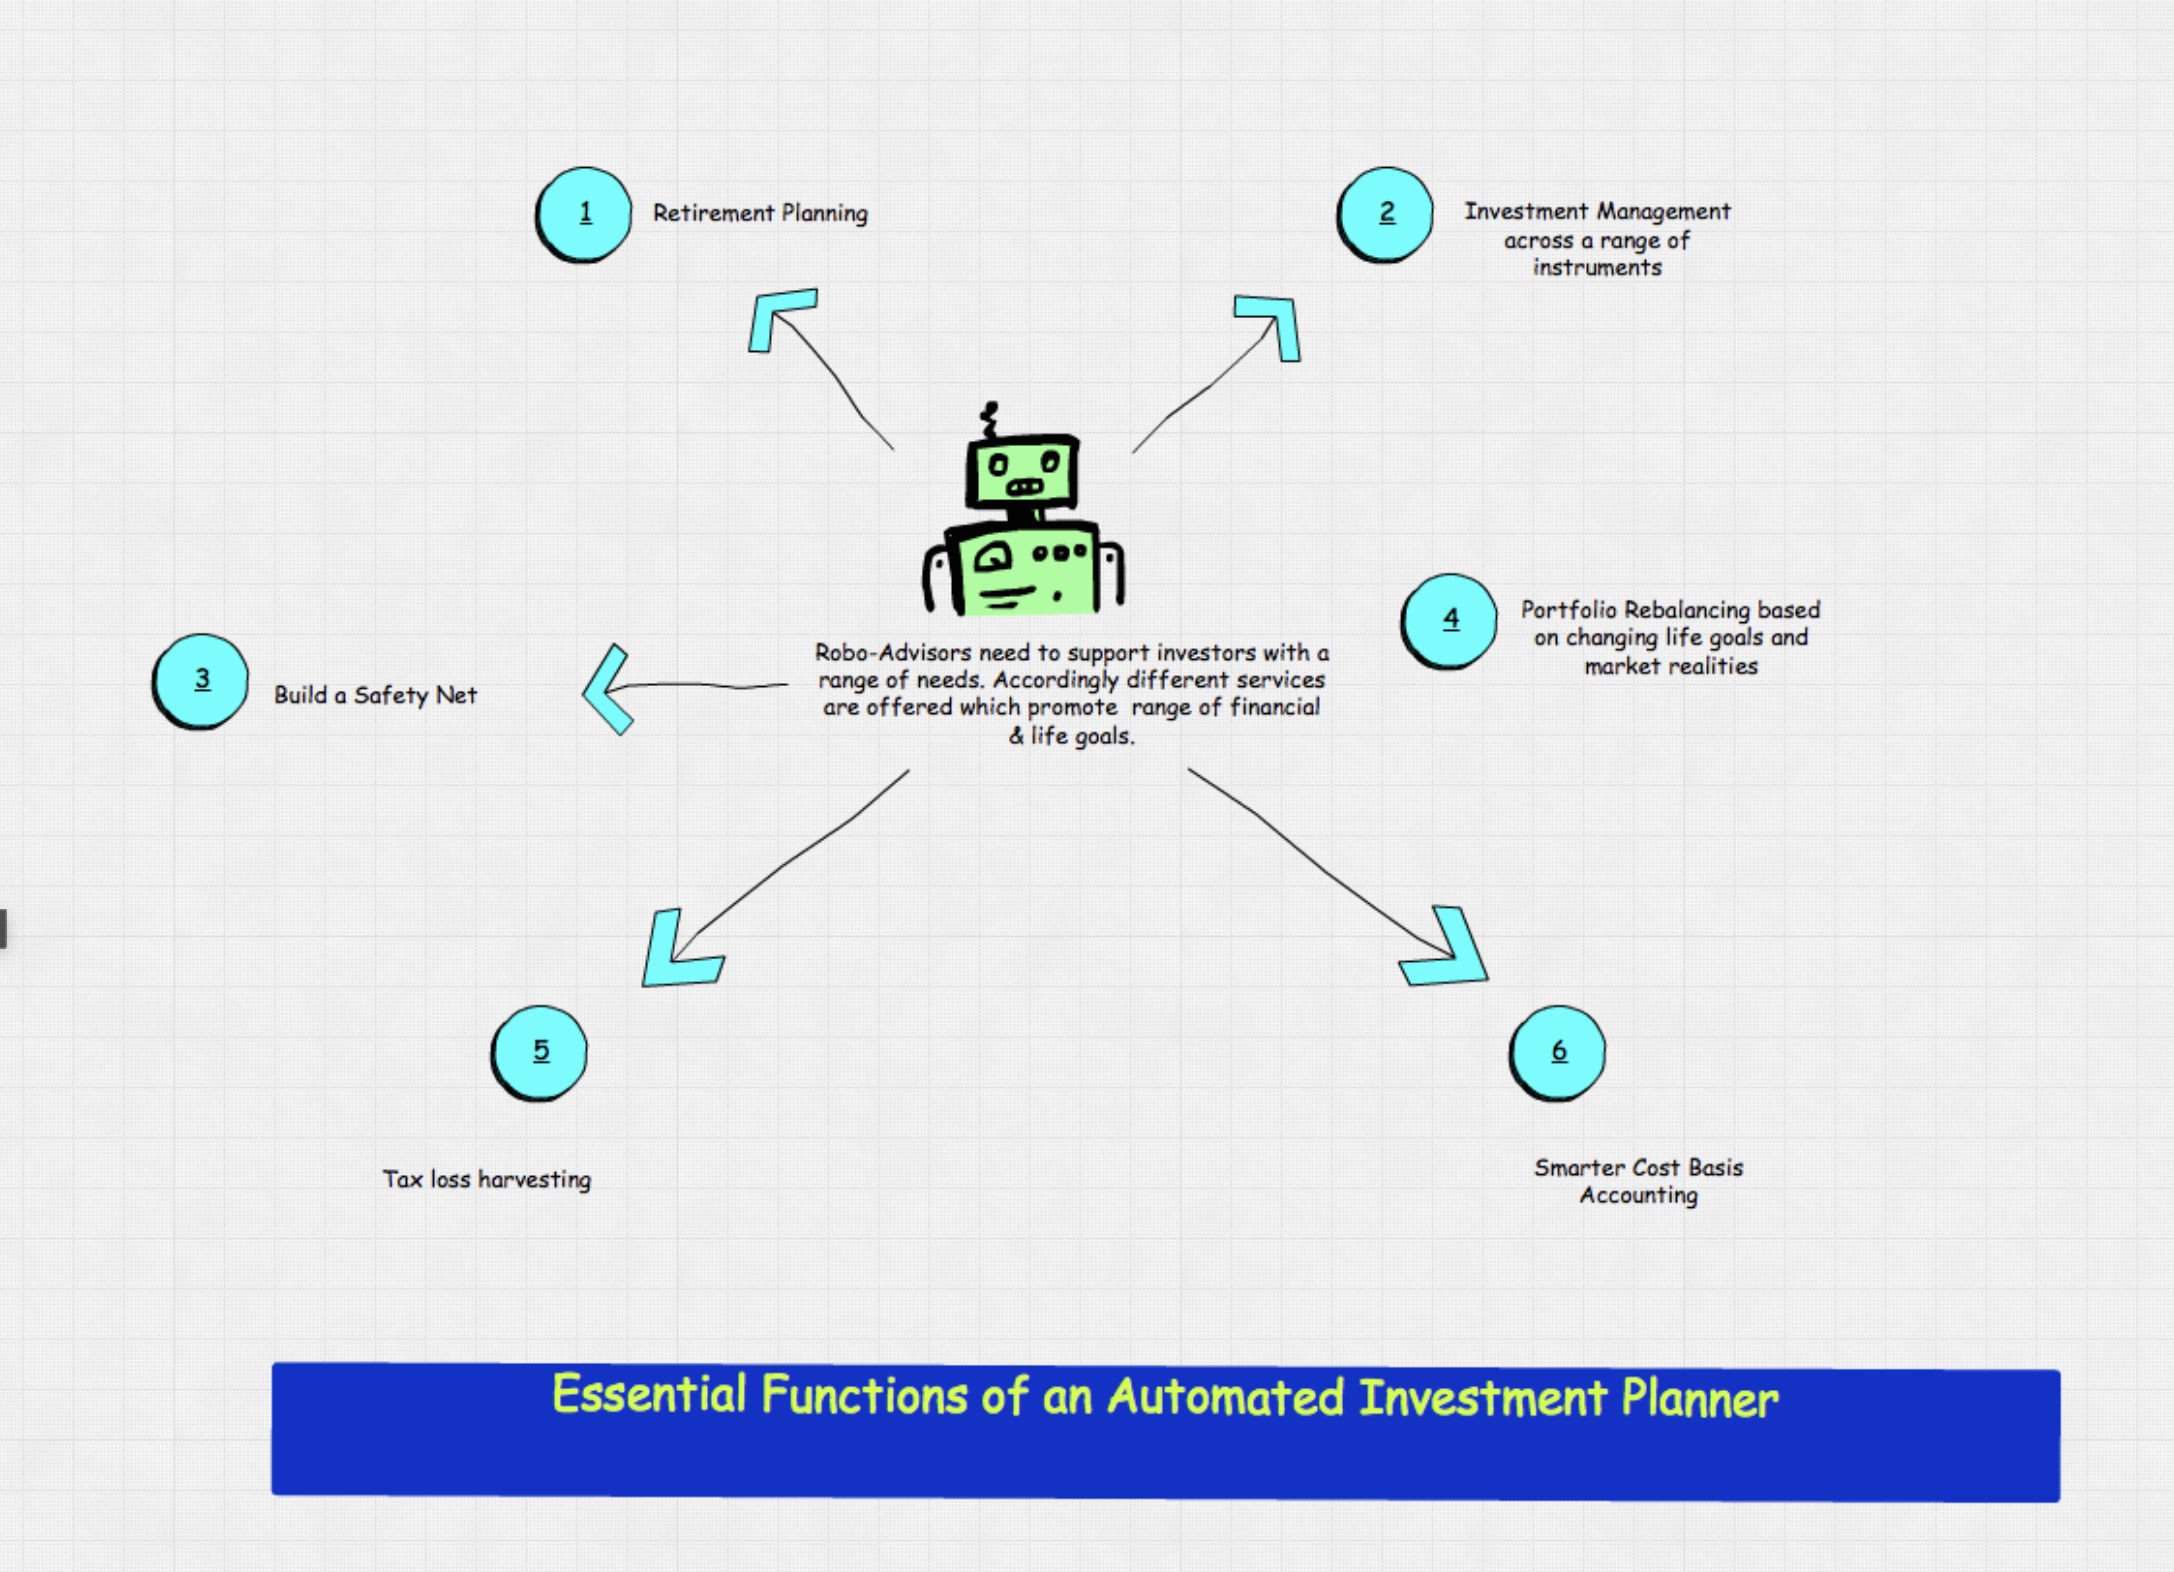 1
Retirement Planning
2
Investment Management
across a range of
instruments
3
Build a Safety Net
Robo-Advisors need to support investors with a
range of needs. Accordingly different services
are offered which promote  range of financial
& life goals.
4
Portfolio Rebalancing based
on changing life goals and
market realities
5
Tax loss harvesting
6
Smarter Cost Basis
Accounting
Essential Functions of an Automated Investment Planner